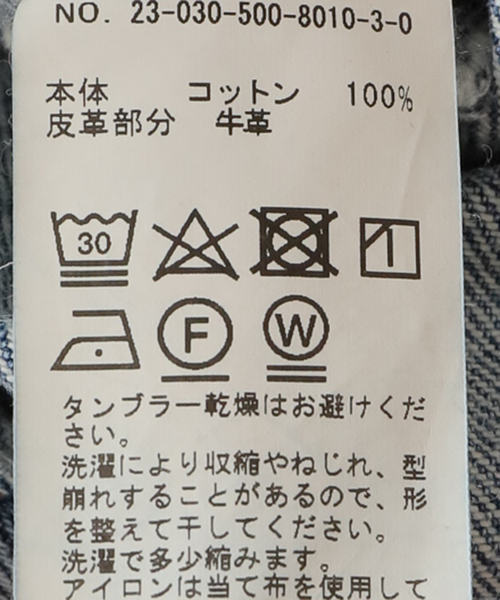 NO. 23-030-500-8010-3-0
本体 コットン 100%
皮革部分 牛革
30
F W
タンブラー乾燥はお避けくだ
さい。
洗濯により収縮やねじれ、型
崩れすることがあるので、形
を整えて干してください。
洗濯で多少縮みます。
アイロンは当て布を使用して